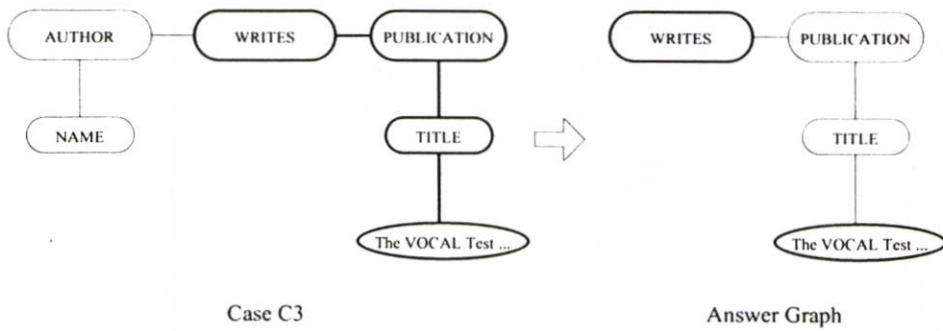 AUTHOR WRITES PUBLICATION WRITES PUBLICATION
NAME TITLE TITLE
The VOCAL Test ... The VOCAL Test ...
Case C3 Answer Graph